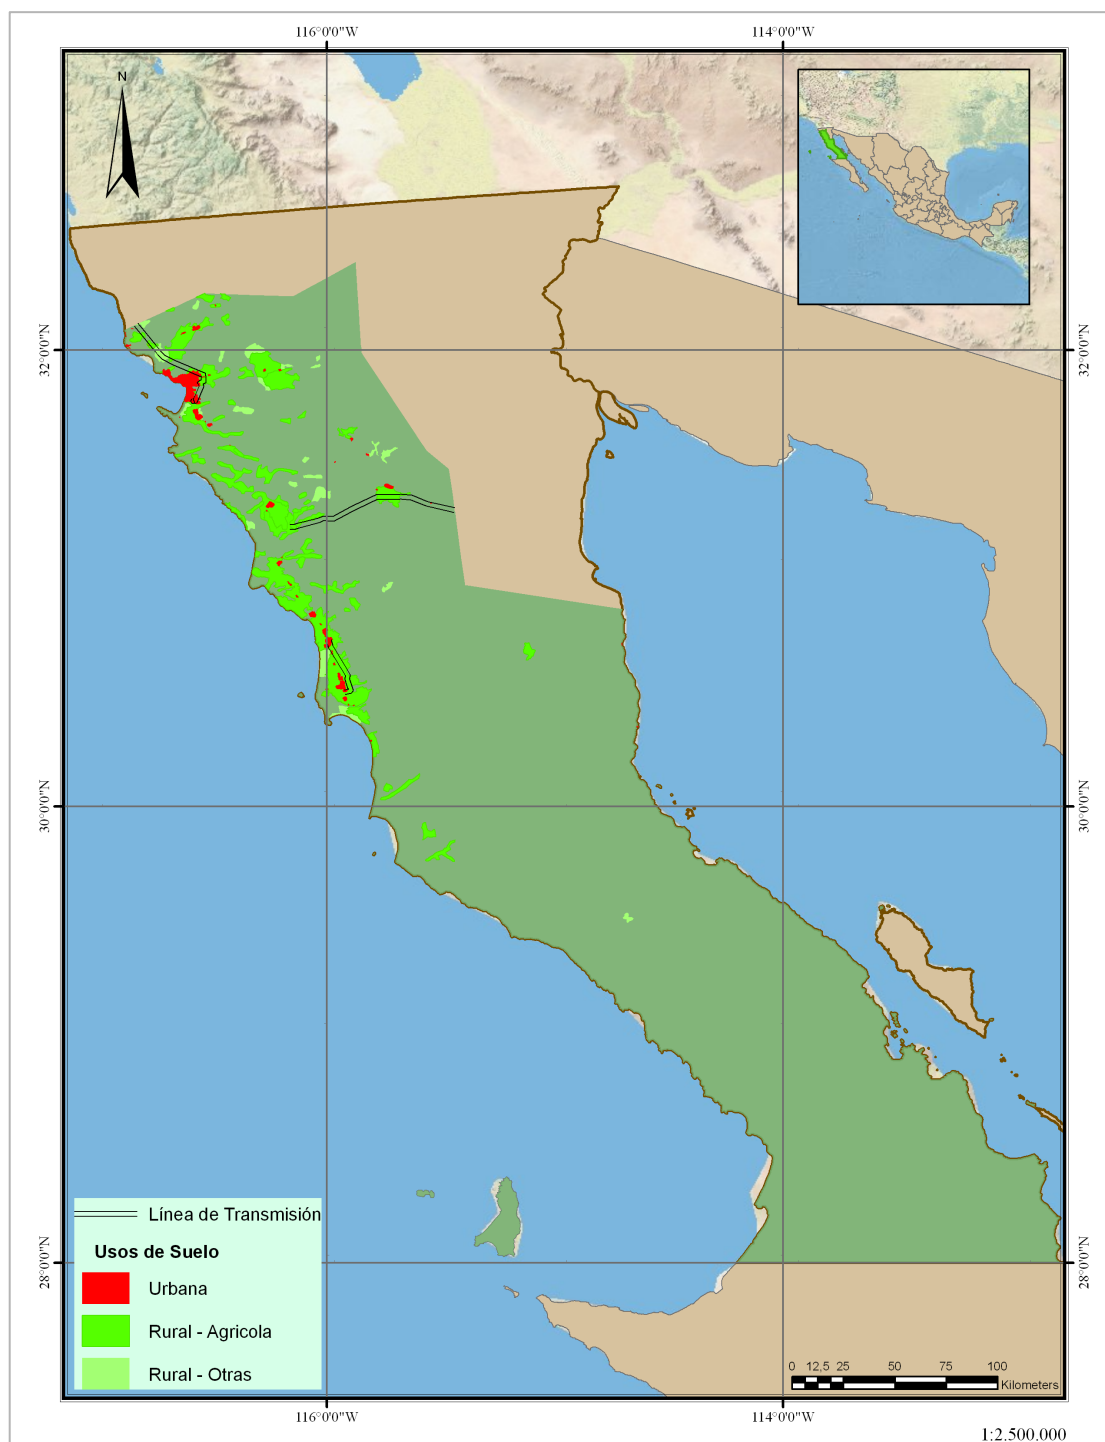 116°0'0"W
114°0'0"W
N
32°0'0"N
32°0'0"N
30°0'0"N
30°0'0"N
28°0'0"N
28°0'0"N
Línea de Transmisión
Usos de Suelo
Urbana
Rural - Agricola
Rural - Otras
0 12,5 25 50 75 100
Kilometers
116°0'0"W
114°0'0"W
1:2.500.000